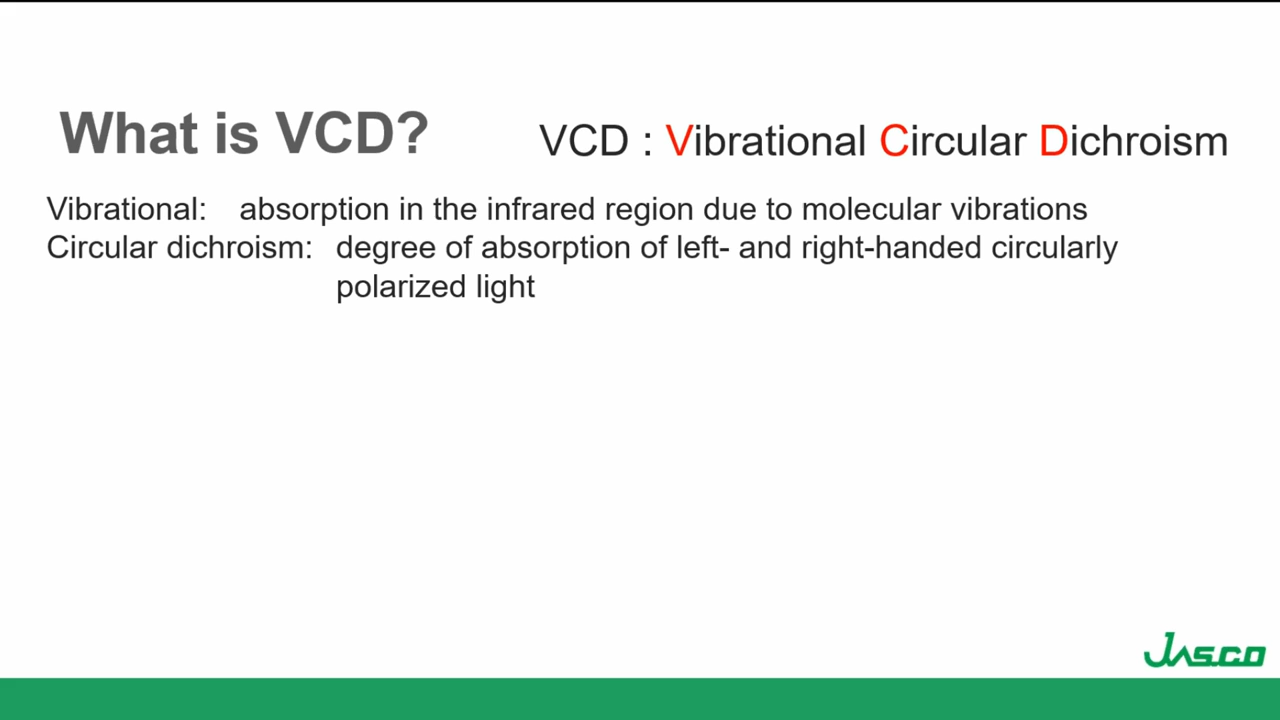 What is VCD?
VCD : Vibrational Circular Dichroism
Vibrational: absorption in the infrared region due to molecular vibrations
Circular dichroism: degree of absorption of left- and right-handed circularly
polarized light
JASCO